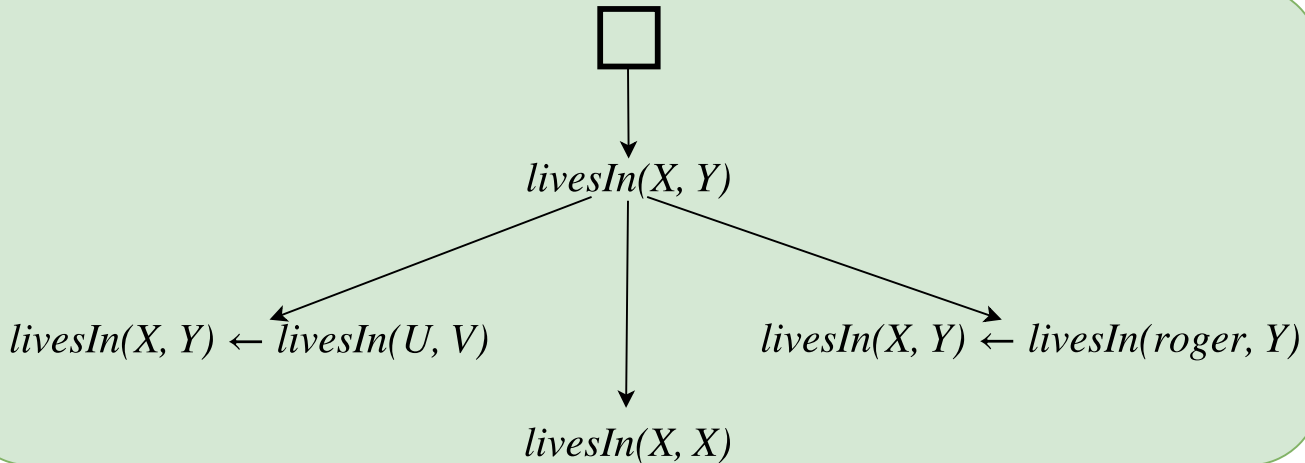 livesIn(X, Y)
livesIn(X, Y) ← livesIn(U, V)
livesIn(X, Y) ← livesIn(roger, Y)
livesIn(X, X)